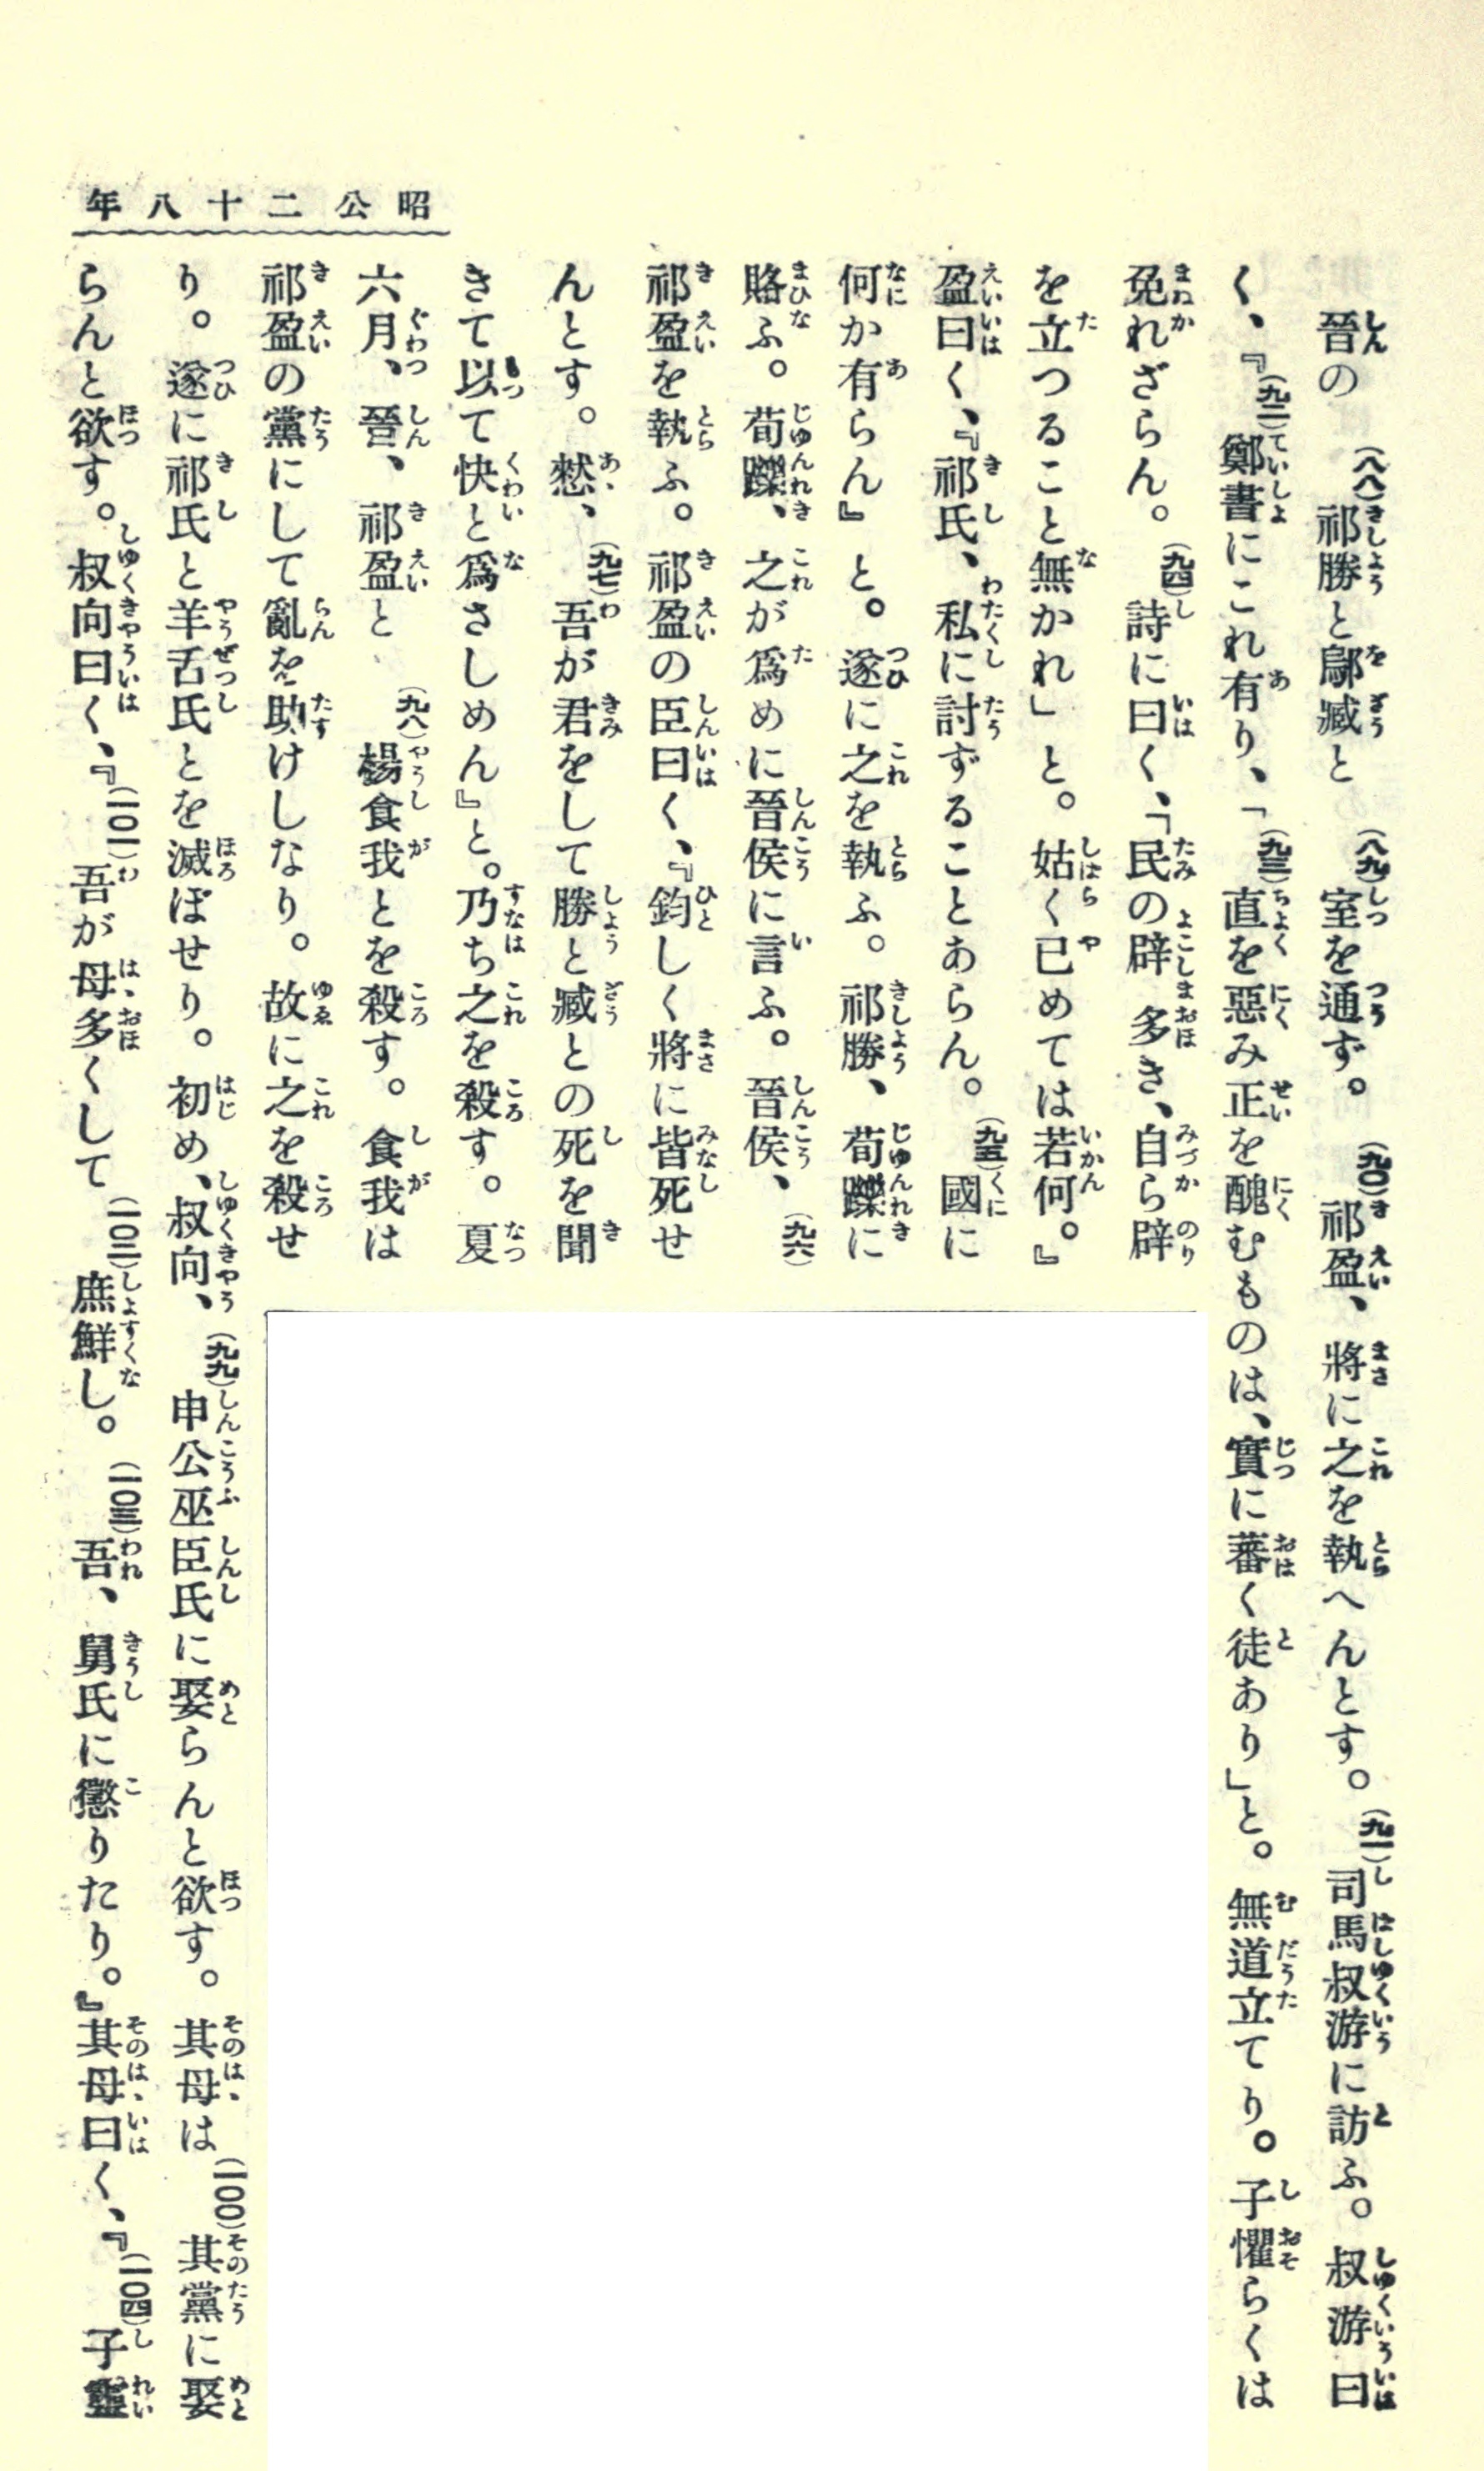 昭公二十八年
晉の(八八)祁勝と鄔臧と(八九)室を通ず。(九〇)祁盈、將に之を執へんとす。(九一)司馬叔游に訪ふ。叔游曰
く、『(九二)鄭書にこれ有り、「(九三)直を惡み正を醜むものは、實に蕃く徒あり」と。無道立てり。子懼らくは
免れざらん。(九四)詩に曰く、「民の辟多き、自ら辟
を立つること無かれ」と。姑く已めては若何。』
盈曰く、『祁氏、私に討ずることあらん。(九五)國に
何か有らん』と。遂に之を執ふ。祁勝、荀躒に
賂ふ。荀躒、之が爲めに晉侯に言ふ。晉侯、(九六)
祁盈を執ふ。祁盈の臣曰く、『鈞しく將に皆死せ
んとす。憖、(九七)吾が君をして勝と臧との死を聞
きて以て快と爲さしめん』と。乃ち之を殺す。夏
六月、晉、祁盈と(九八)楊食我とを殺す。食我は
祁盈の黨にして亂を助けしなり。故に之を殺せ
り。遂に祁氏と羊舌氏とを滅ぼせり。初め、叔向、(九九)申公巫臣氏に娶らんと欲す。其母は(一〇〇)其黨に娶
らんと欲す。叔向曰く、『(一〇一)吾が母多くして(一〇二)庶鮮し。(一〇三)吾、舅氏に懲りたり。』其母曰く、『(一〇四)子靈